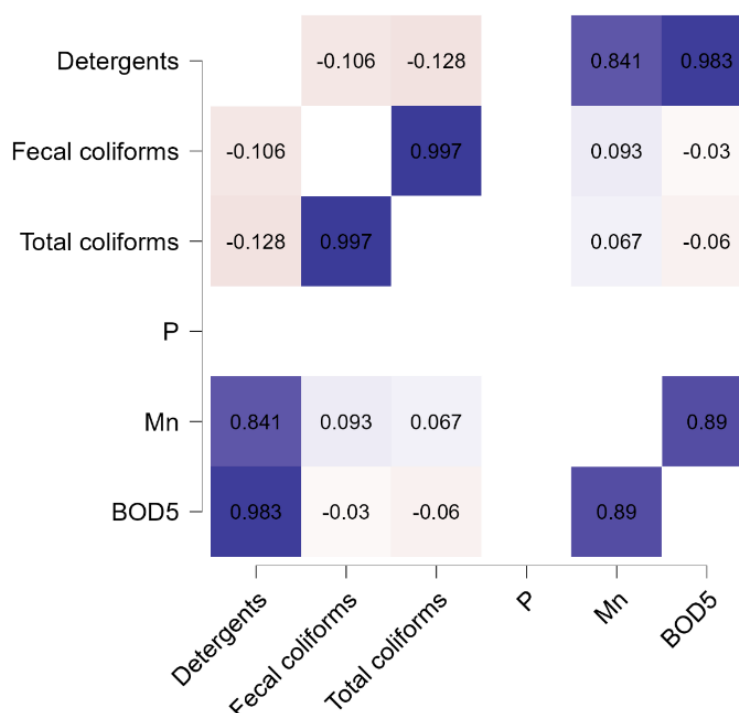 Detergents -0.106 -0.128 0.841 0.983
Fecal coliforms -0.106 0.997 0.093 -0.03
Total coliforms -0.128 0.997 0.067 -0.06
P
Mn 0.841 0.093 0.067 0.89
BOD5 0.983 -0.03 -0.06 0.89
Detergents Fecal coliforms Total coliforms P Mn BOD5